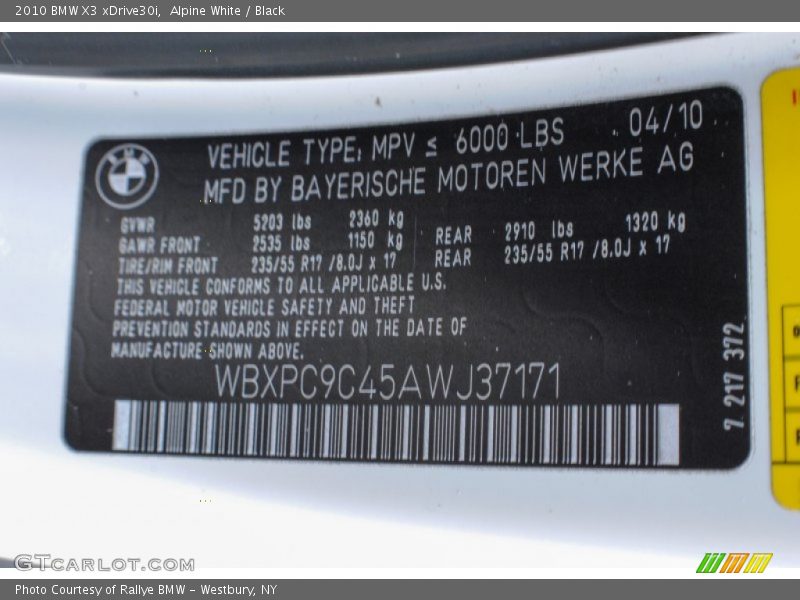 2010 BMW X3 xDrive30i, Alpine White / Black
BMW
VEHICLE TYPE: MPV ≤ 6000 LBS 04/10
MFD BY BAYERISCHE MOTOREN WERKE AG
GVWR 5203 lbs 2360 kg
GAWR FRONT 2535 lbs 1150 kg REAR 2910 lbs 1320 kg
TIRE/RIM FRONT 235/55 R17 /8.0J x 17 REAR 235/55 R17 /8.0J x 17
THIS VEHICLE CONFORMS TO ALL APPLICABLE U.S.
FEDERAL MOTOR VEHICLE SAFETY AND THEFT
PREVENTION STANDARDS IN EFFECT ON THE DATE OF
MANUFACTURE SHOWN ABOVE.
WBXPC9C45AWJ37171
7 217 372
GTCARLOT.COM
Photo Courtesy of Rallye BMW - Westbury, NY